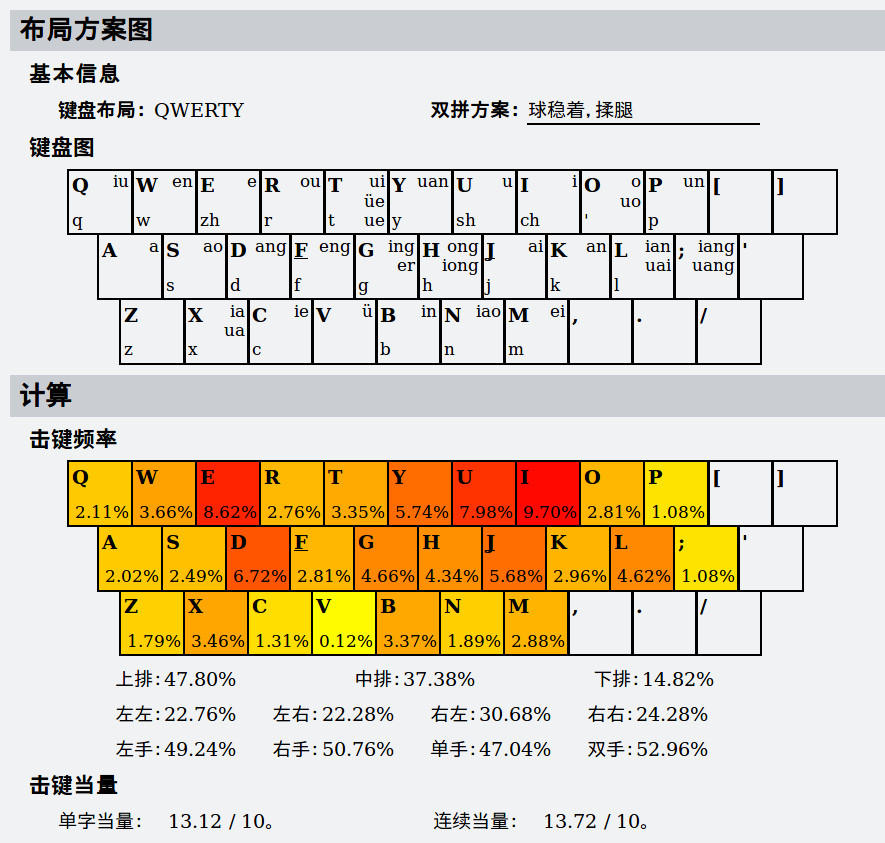 布局方案图
基本信息
键盘布局：QWERTY 双拼方案：球稳着，揉腿
键盘图
Q iu W en E e R ou T ui Y uan U u I i O o P un [ ]
üe uo
q w zh r t ue y sh ch ' p
A a S ao D ang F eng G ing H ong J ai K an L ian ; iang '
er iong uai uang
s d f g h j k l
Z X ia C ie V ü B in N iao M ei , . /
ua
z x c b n m
计算
击键频率
Q W E R T Y U I O P [ ]
2.11% 3.66% 8.62% 2.76% 3.35% 5.74% 7.98% 9.70% 2.81% 1.08%
A S D F G H J K L ; '
2.02% 2.49% 6.72% 2.81% 4.66% 4.34% 5.68% 2.96% 4.62% 1.08%
Z X C V B N M , . /
1.79% 3.46% 1.31% 0.12% 3.37% 1.89% 2.88%
上排：47.80% 中排：37.38% 下排：14.82%
左左：22.76% 左右：22.28% 右左：30.68% 右右：24.28%
左手：49.24% 右手：50.76% 单手：47.04% 双手：52.96%
击键当量
单字当量： 13.12 / 10。 连续当量： 13.72 / 10。